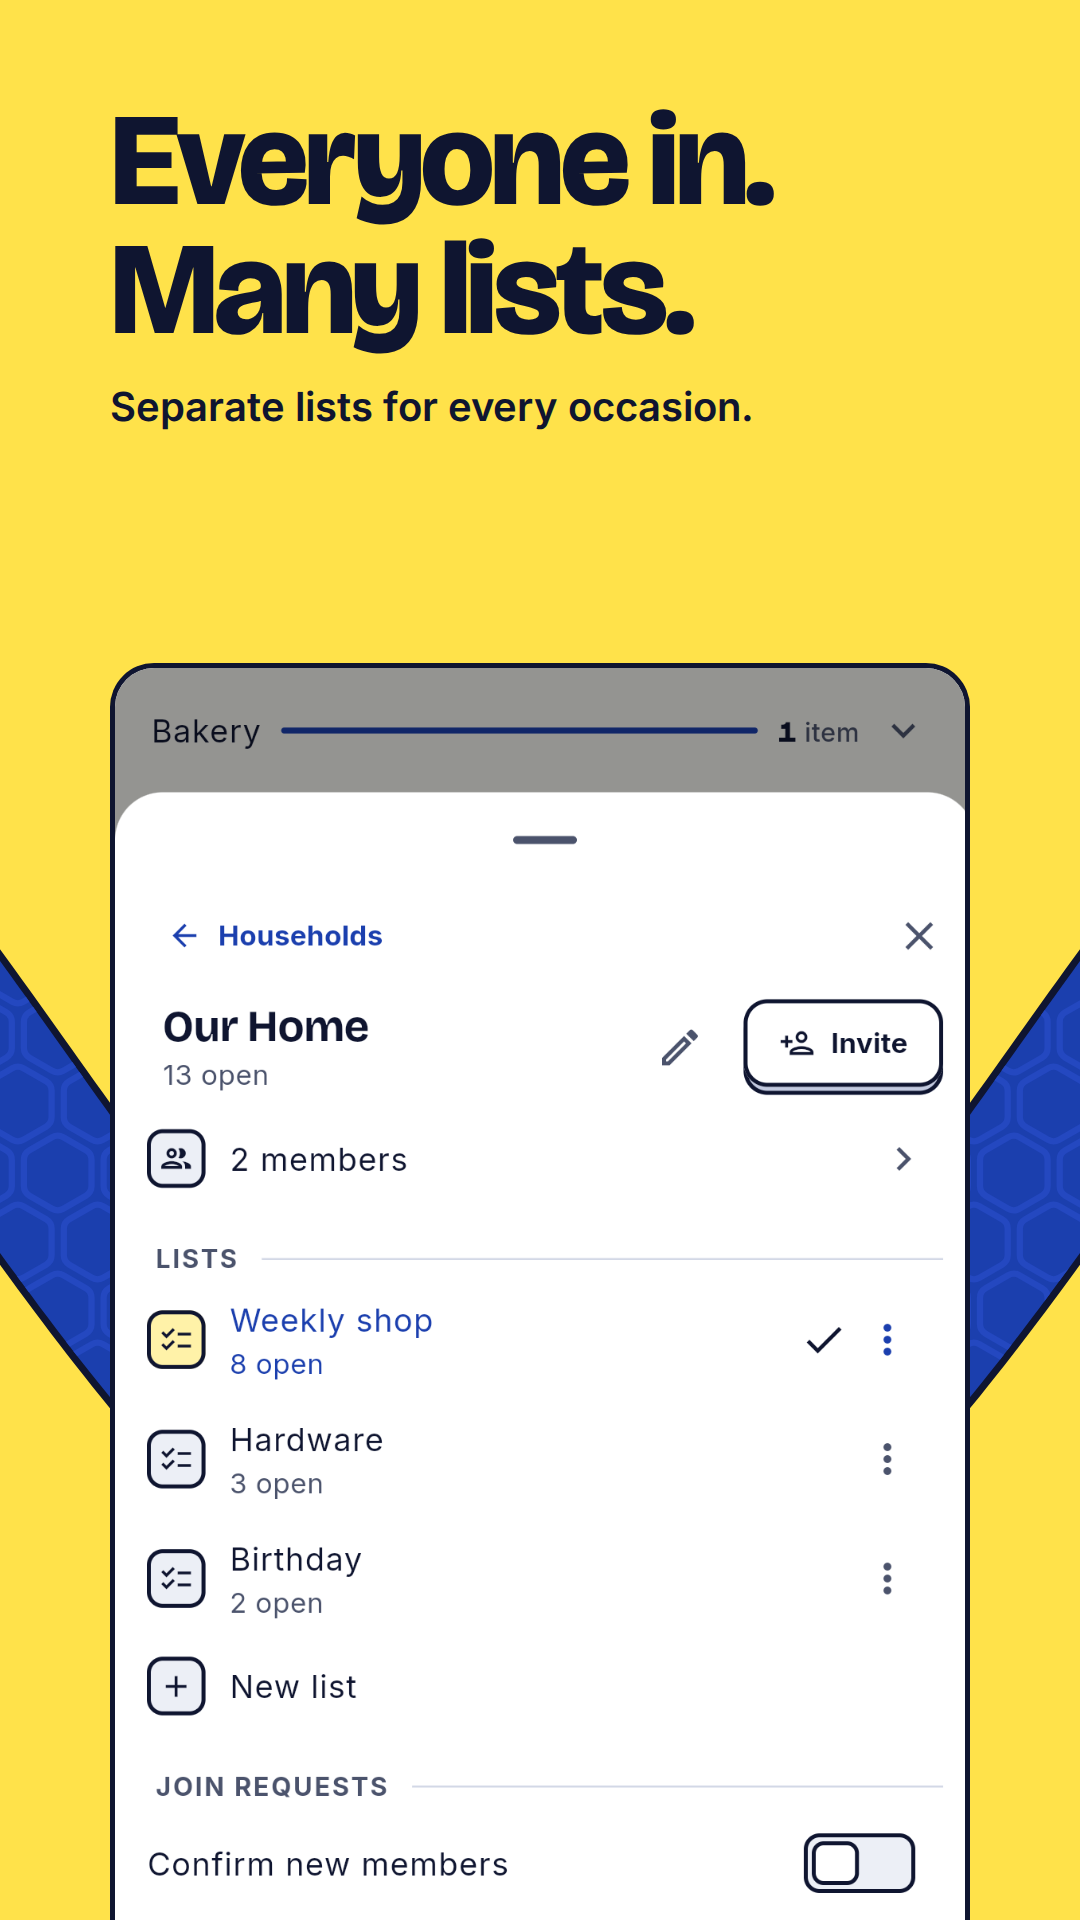 Everyone in.
Many lists.
Separate lists for every occasion.
Bakery 1 item
Households
Our Home
13 open
Invite
2 members
LISTS
Weekly shop
8 open
Hardware
3 open
Birthday
2 open
New list
JOIN REQUESTS
Confirm new members